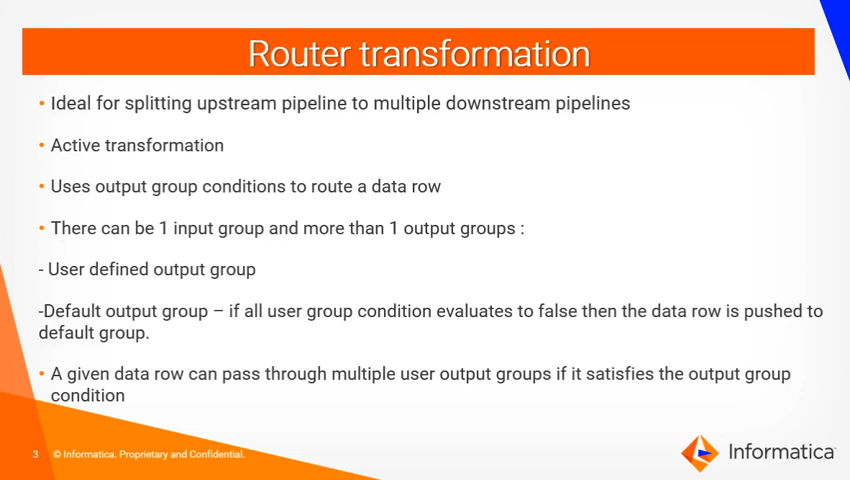 Router transformation
• Ideal for splitting upstream pipeline to multiple downstream pipelines
• Active transformation
• Uses output group conditions to route a data row
• There can be 1 input group and more than 1 output groups :
- User defined output group
-Default output group – if all user group condition evaluates to false then the data row is pushed to
default group.
• A given data row can pass through multiple user output groups if it satisfies the output group
condition
3 © Informatica. Proprietary and Confidential.
Informatica